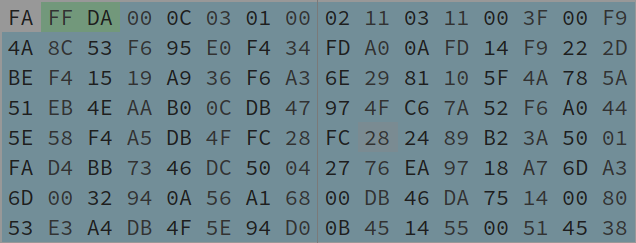 FA FF DA 00 0C 03 01 00 02 11 03 11 00 3F 00 F9
4A 8C 53 F6 95 E0 F4 34 FD A0 0A FD 14 F9 22 2D
BE F4 15 19 A9 36 F6 A3 6E 29 81 10 5F 4A 78 5A
51 EB 4E AA B0 0C DB 47 97 4F C6 7A 52 F6 A0 44
5E 58 F4 A5 DB 4F FC 28 FC 28 24 89 B2 3A 50 01
FA D4 BB 73 46 DC 50 04 27 76 EA 97 18 A7 6D A3
6D 00 32 94 0A 56 A1 68 00 DB 46 DA 75 14 00 80
53 E3 A4 DB 4F 5E 94 D0 0B 45 14 55 00 51 45 38